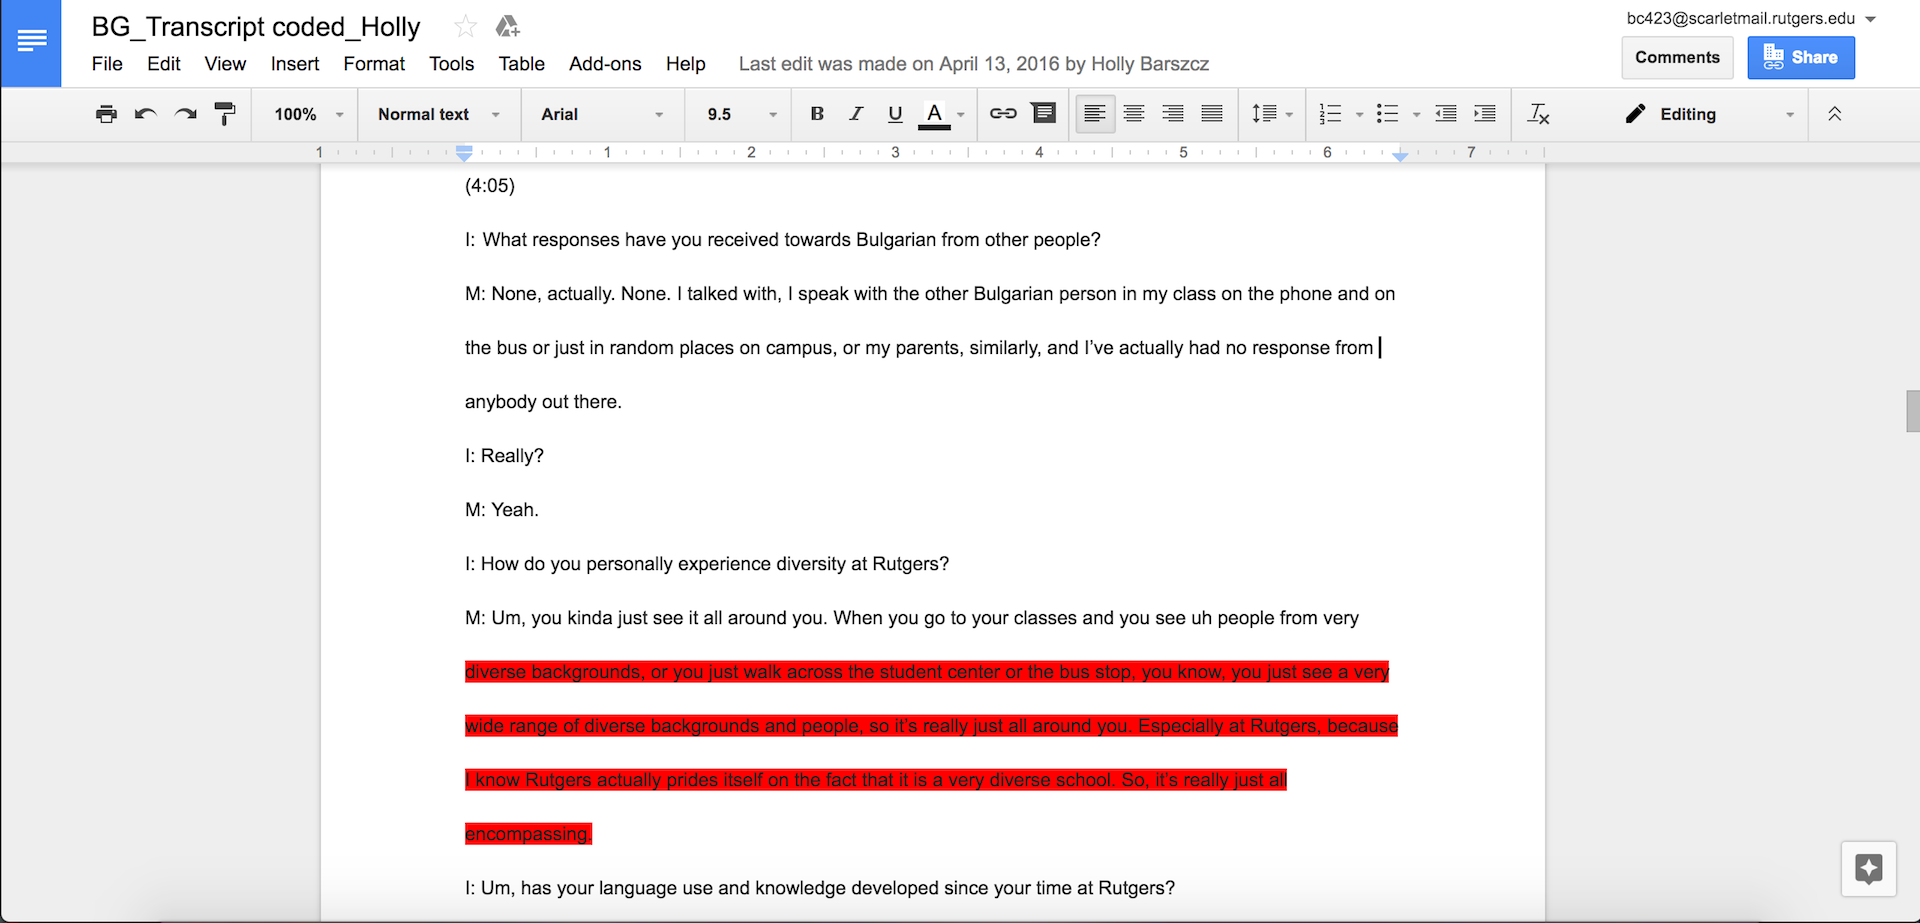 BG_Transcript coded_Holly
bc423@scarletmail.rutgers.edu
File Edit View Insert Format Tools Table Add-ons Help Last edit was made on April 13, 2016 by Holly Barszcz
Comments Share
100% Normal text Arial 9.5 B I U A Editing
1 1 2 3 4 5 6 7
(4:05)
I: What responses have you received towards Bulgarian from other people?
M: None, actually. None. I talked with, I speak with the other Bulgarian person in my class on the phone and on
the bus or just in random places on campus, or my parents, similarly, and I’ve actually had no response from
anybody out there.
I: Really?
M: Yeah.
I: How do you personally experience diversity at Rutgers?
M: Um, you kinda just see it all around you. When you go to your classes and you see uh people from very
diverse backgrounds, or you just walk across the student center or the bus stop, you know, you just see a very
wide range of diverse backgrounds and people, so it’s really just all around you. Especially at Rutgers, because
I know Rutgers actually prides itself on the fact that it is a very diverse school. So, it’s really just all
encompassing.
I: Um, has your language use and knowledge developed since your time at Rutgers?